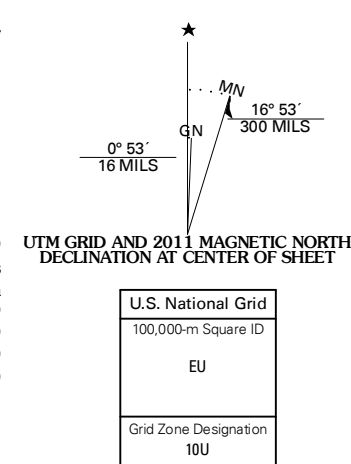 MN
16° 53´
300 MILS
GN
0° 53´
16 MILS
UTM GRID AND 2011 MAGNETIC NORTH
DECLINATION AT CENTER OF SHEET
U.S. National Grid
100,000-m Square ID
EU
Grid Zone Designation
10U